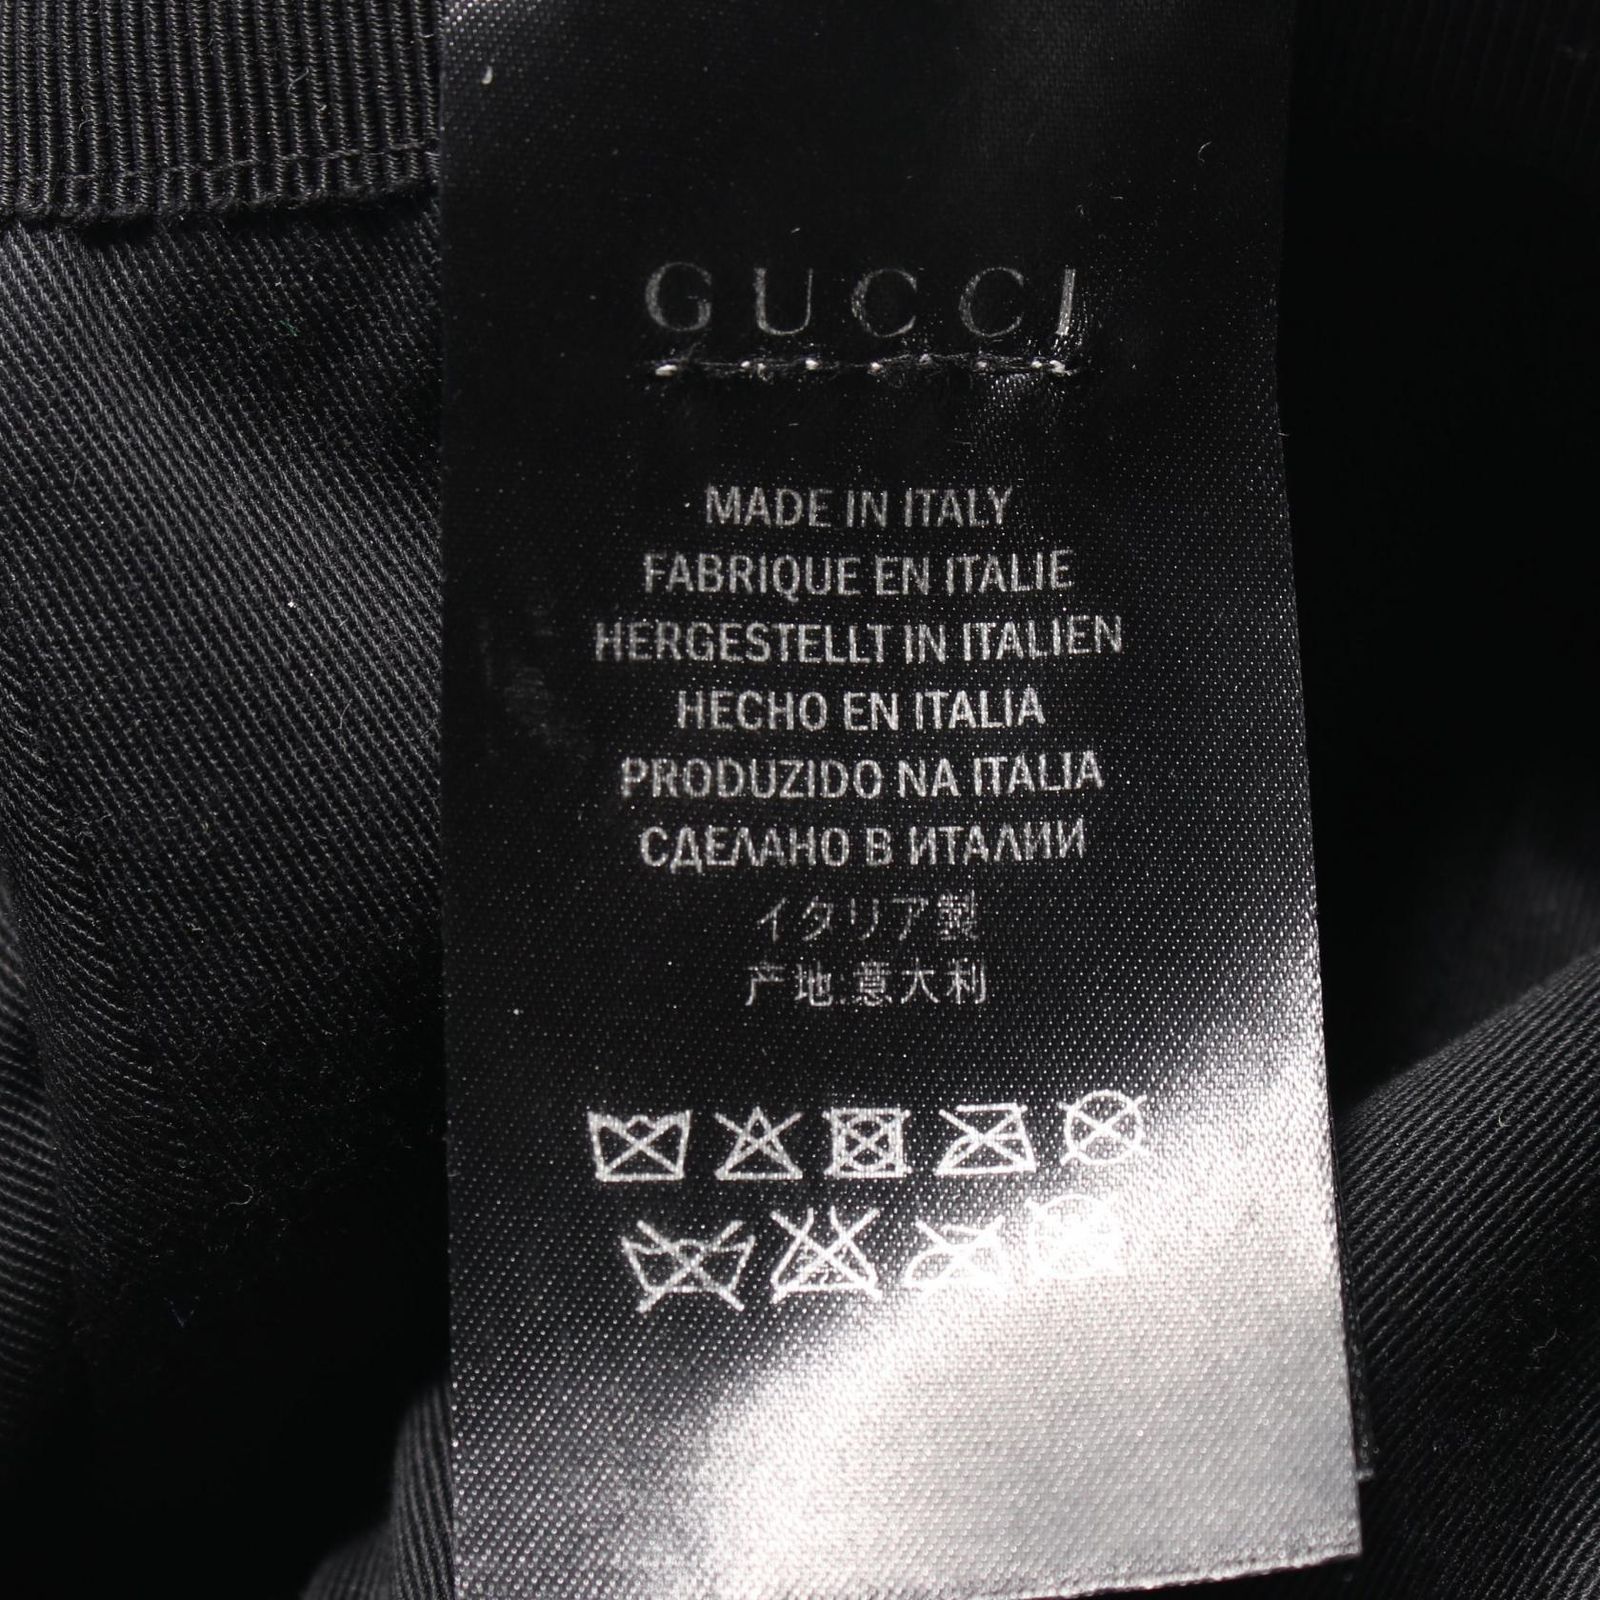 GUCCI
MADE IN ITALY
FABRIQUE EN ITALIE
HERGESTELLT IN ITALIEN
HECHO EN ITALIA
PRODUZIDO NA ITALIA
СДЕЛАНО В ИТАЛИИ
イタリア製
产地:意大利